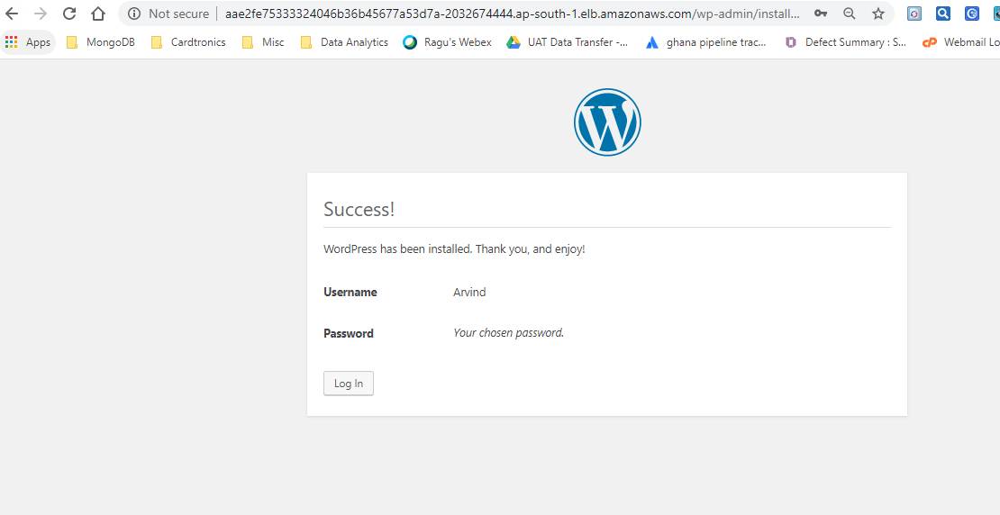 Not secure | aae2fe75333324046b36b45677a53d7a-2032674444.ap-south-1.elb.amazonaws.com/wp-admin/install...
Apps MongoDB Cardtronics Misc Data Analytics Ragu's Webex UAT Data Transfer -... ghana pipeline trac... Defect Summary : S... Webmail Lo
Success!
WordPress has been installed. Thank you, and enjoy!
Username Arvind
Password Your chosen password.
Log In